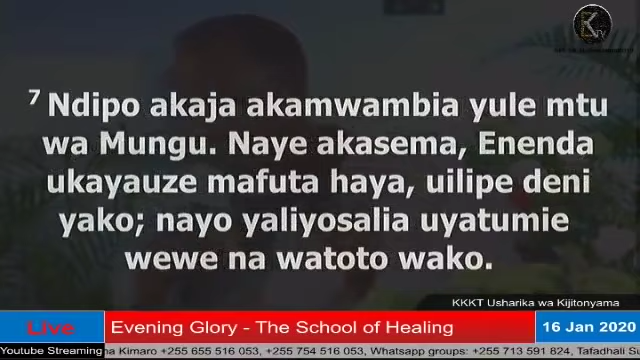 7 Ndipo akaja akamwambia yule mtu
wa Mungu. Naye akasema, Enenda
ukayauze mafuta haya, uilipe deni
yako; nayo yaliyosalia uyatumie
wewe na watoto wako.
KKKT Usharika wa Kijitonyama
Live Evening Glory - The School of Healing 16 Jan 2020
Youtube Streaming na Kimaro +255 655 516 053, +255 754 516 053, Whatsapp groups: +255 713 591 824, Tafadhali S